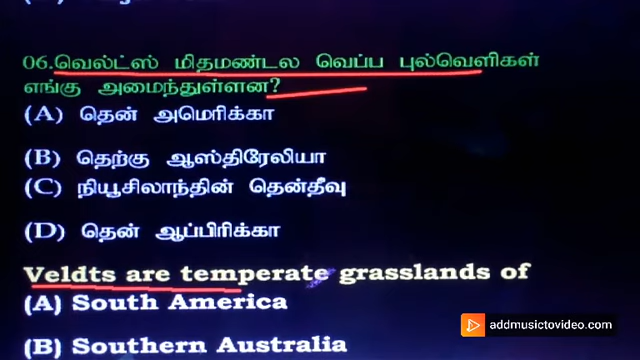 06.வெல்ட்ஸ் மிதமண்டல வெப்ப புல்வெளிகள்
எங்கு அமைந்துள்ளன?
(A) தென் அமெரிக்கா
(B) தெற்கு ஆஸ்திரேலியா
(C) நியூசிலாந்தின் தென்தீவு
(D) தென் ஆப்பிரிக்கா
Veldts are temperate grasslands of
(A) South America
(B) Southern Australia
addmusictovideo.com